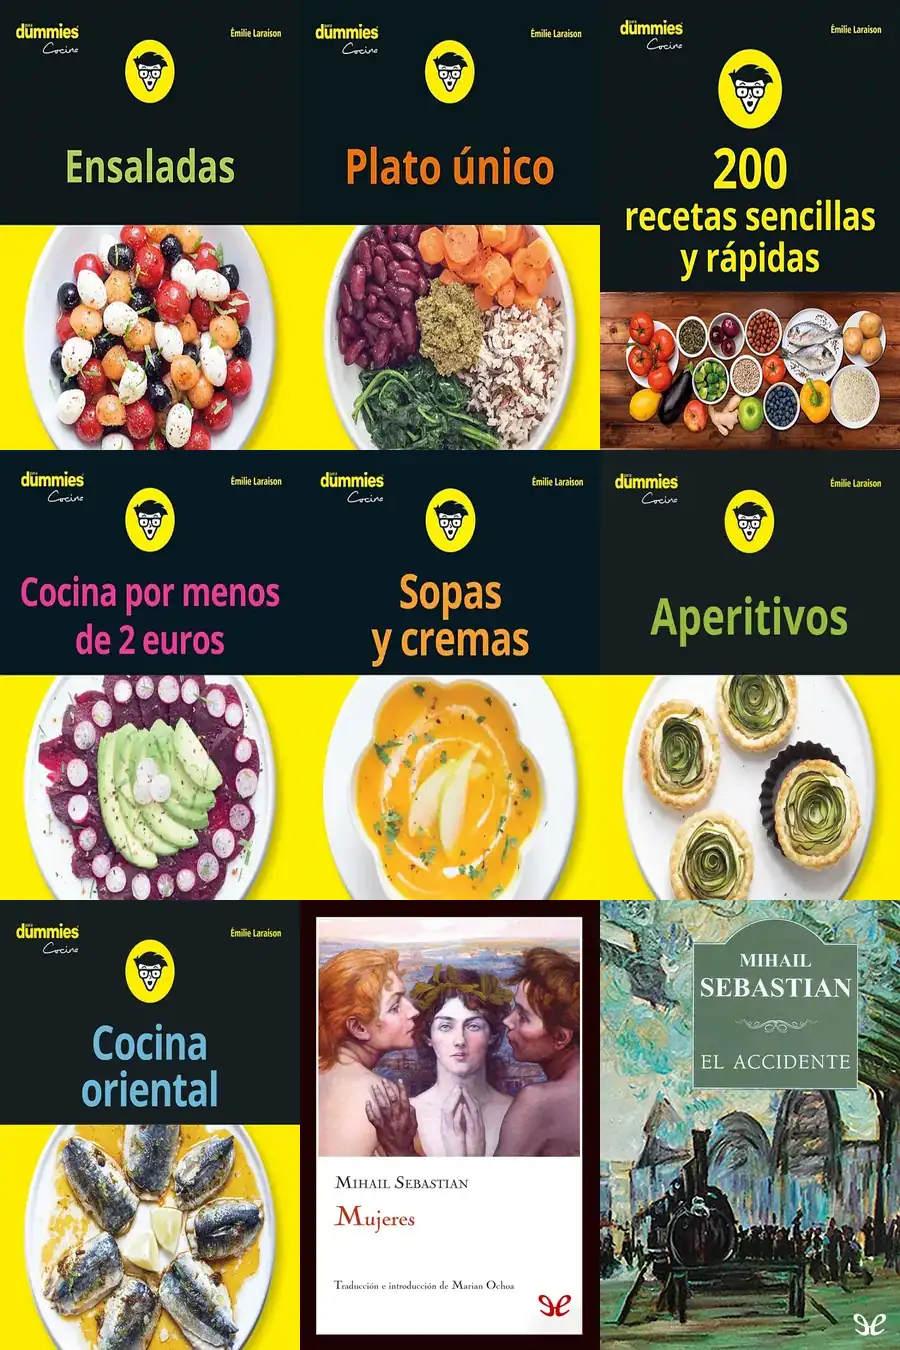 para
dummies
Cocina
Émilie Laraison
Ensaladas
para
dummies
Cocina
Émilie Laraison
Plato único
para
dummies
Cocina
Émilie Laraison
200
recetas sencillas
y rápidas
para
dummies
Cocina
Émilie Laraison
Cocina por menos
de 2 euros
para
dummies
Cocina
Émilie Laraison
Sopas
y cremas
para
dummies
Cocina
Émilie Laraison
Aperitivos
para
dummies
Cocina
Émilie Laraison
Cocina
oriental
MIHAIL SEBASTIAN
Mujeres
Traducción e introducción de Marian Ochoa
MIHAIL
SEBASTIAN
EL ACCIDENTE